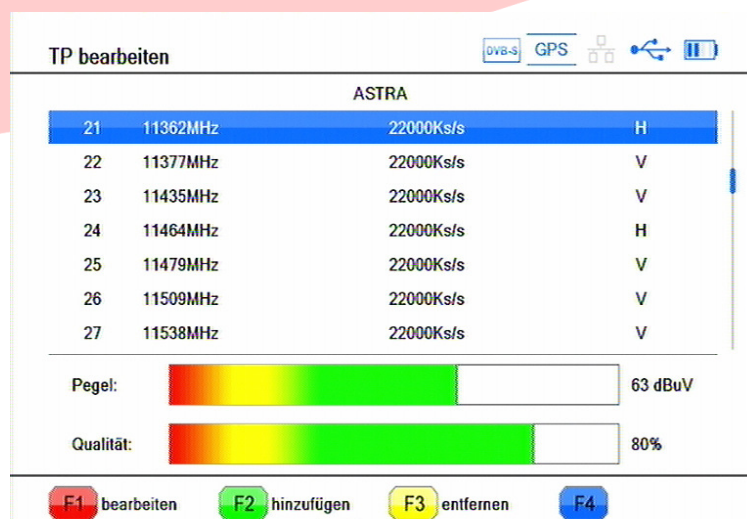 TP bearbeiten DVB-S GPS
ASTRA
21 11362MHz 22000Ks/s H
22 11377MHz 22000Ks/s V
23 11435MHz 22000Ks/s V
24 11464MHz 22000Ks/s H
25 11479MHz 22000Ks/s V
26 11509MHz 22000Ks/s V
27 11538MHz 22000Ks/s V
Pegel: 63 dBuV
Qualität: 80%
F1 bearbeiten F2 hinzufügen F3 entfernen F4